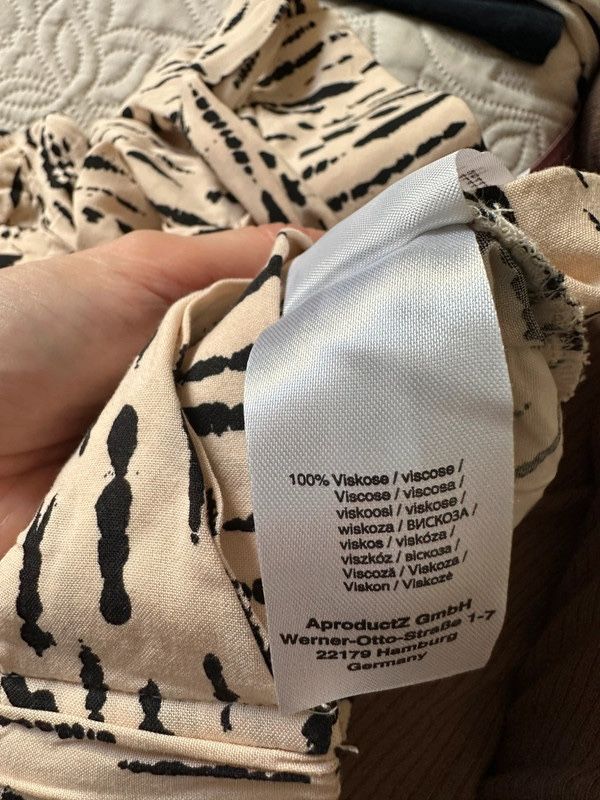 100% Viskose / viscose /
Viscose / viscosa /
viskoosi / viskose /
wiskoza / ВИСКОЗА /
viskos / viskóza /
viszkóz / віскоза /
Viscoză / Viskoza /
Viskon / Viskozė
AproductZ GmbH
Werner-Otto-Straße 1-7
22179 Hamburg
Germany